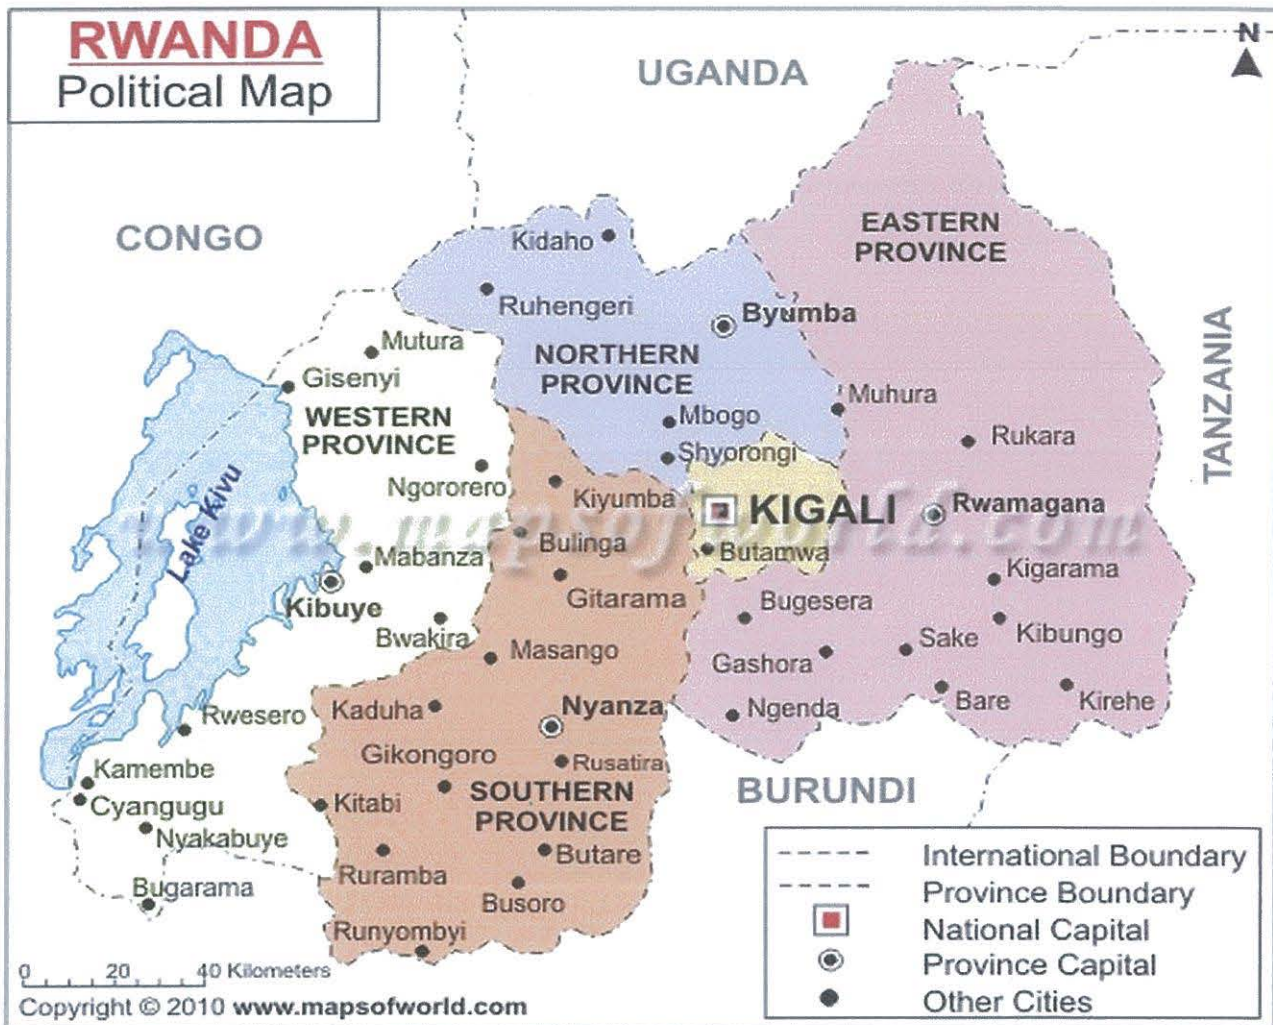 RWANDA
Political Map
N
UGANDA
CONGO
EASTERN
PROVINCE
Kidaho
Ruhengeri
Byumba
TANZANIA
Mutura
NORTHERN
PROVINCE
Gisenyi
WESTERN
PROVINCE
Muhura
Mbogo
Rukara
Shyorongi
Lake Kivu
Ngororero
Kiyumba
KIGALI
Rwamagana
www.mapsofworld.com
Bulinga
Butamwa
Mabanza
Kigarama
Kibuye
Gitarama
Bugesera
Bwakira
Kibungo
Masango
Gashora
Sake
Kaduha
Nyanza
Ngenda
Bare
Kirehe
Rwesero
Gikongoro
Rusatira
Kamembe
Cyangugu
Kitabi
SOUTHERN
PROVINCE
BURUNDI
Nyakabuye
Butare
Ruramba
Bugarama
Busoro
Runyombyi
International Boundary
Province Boundary
National Capital
Province Capital
Other Cities
0 20 40 Kilometers
Copyright © 2010 www.mapsofworld.com